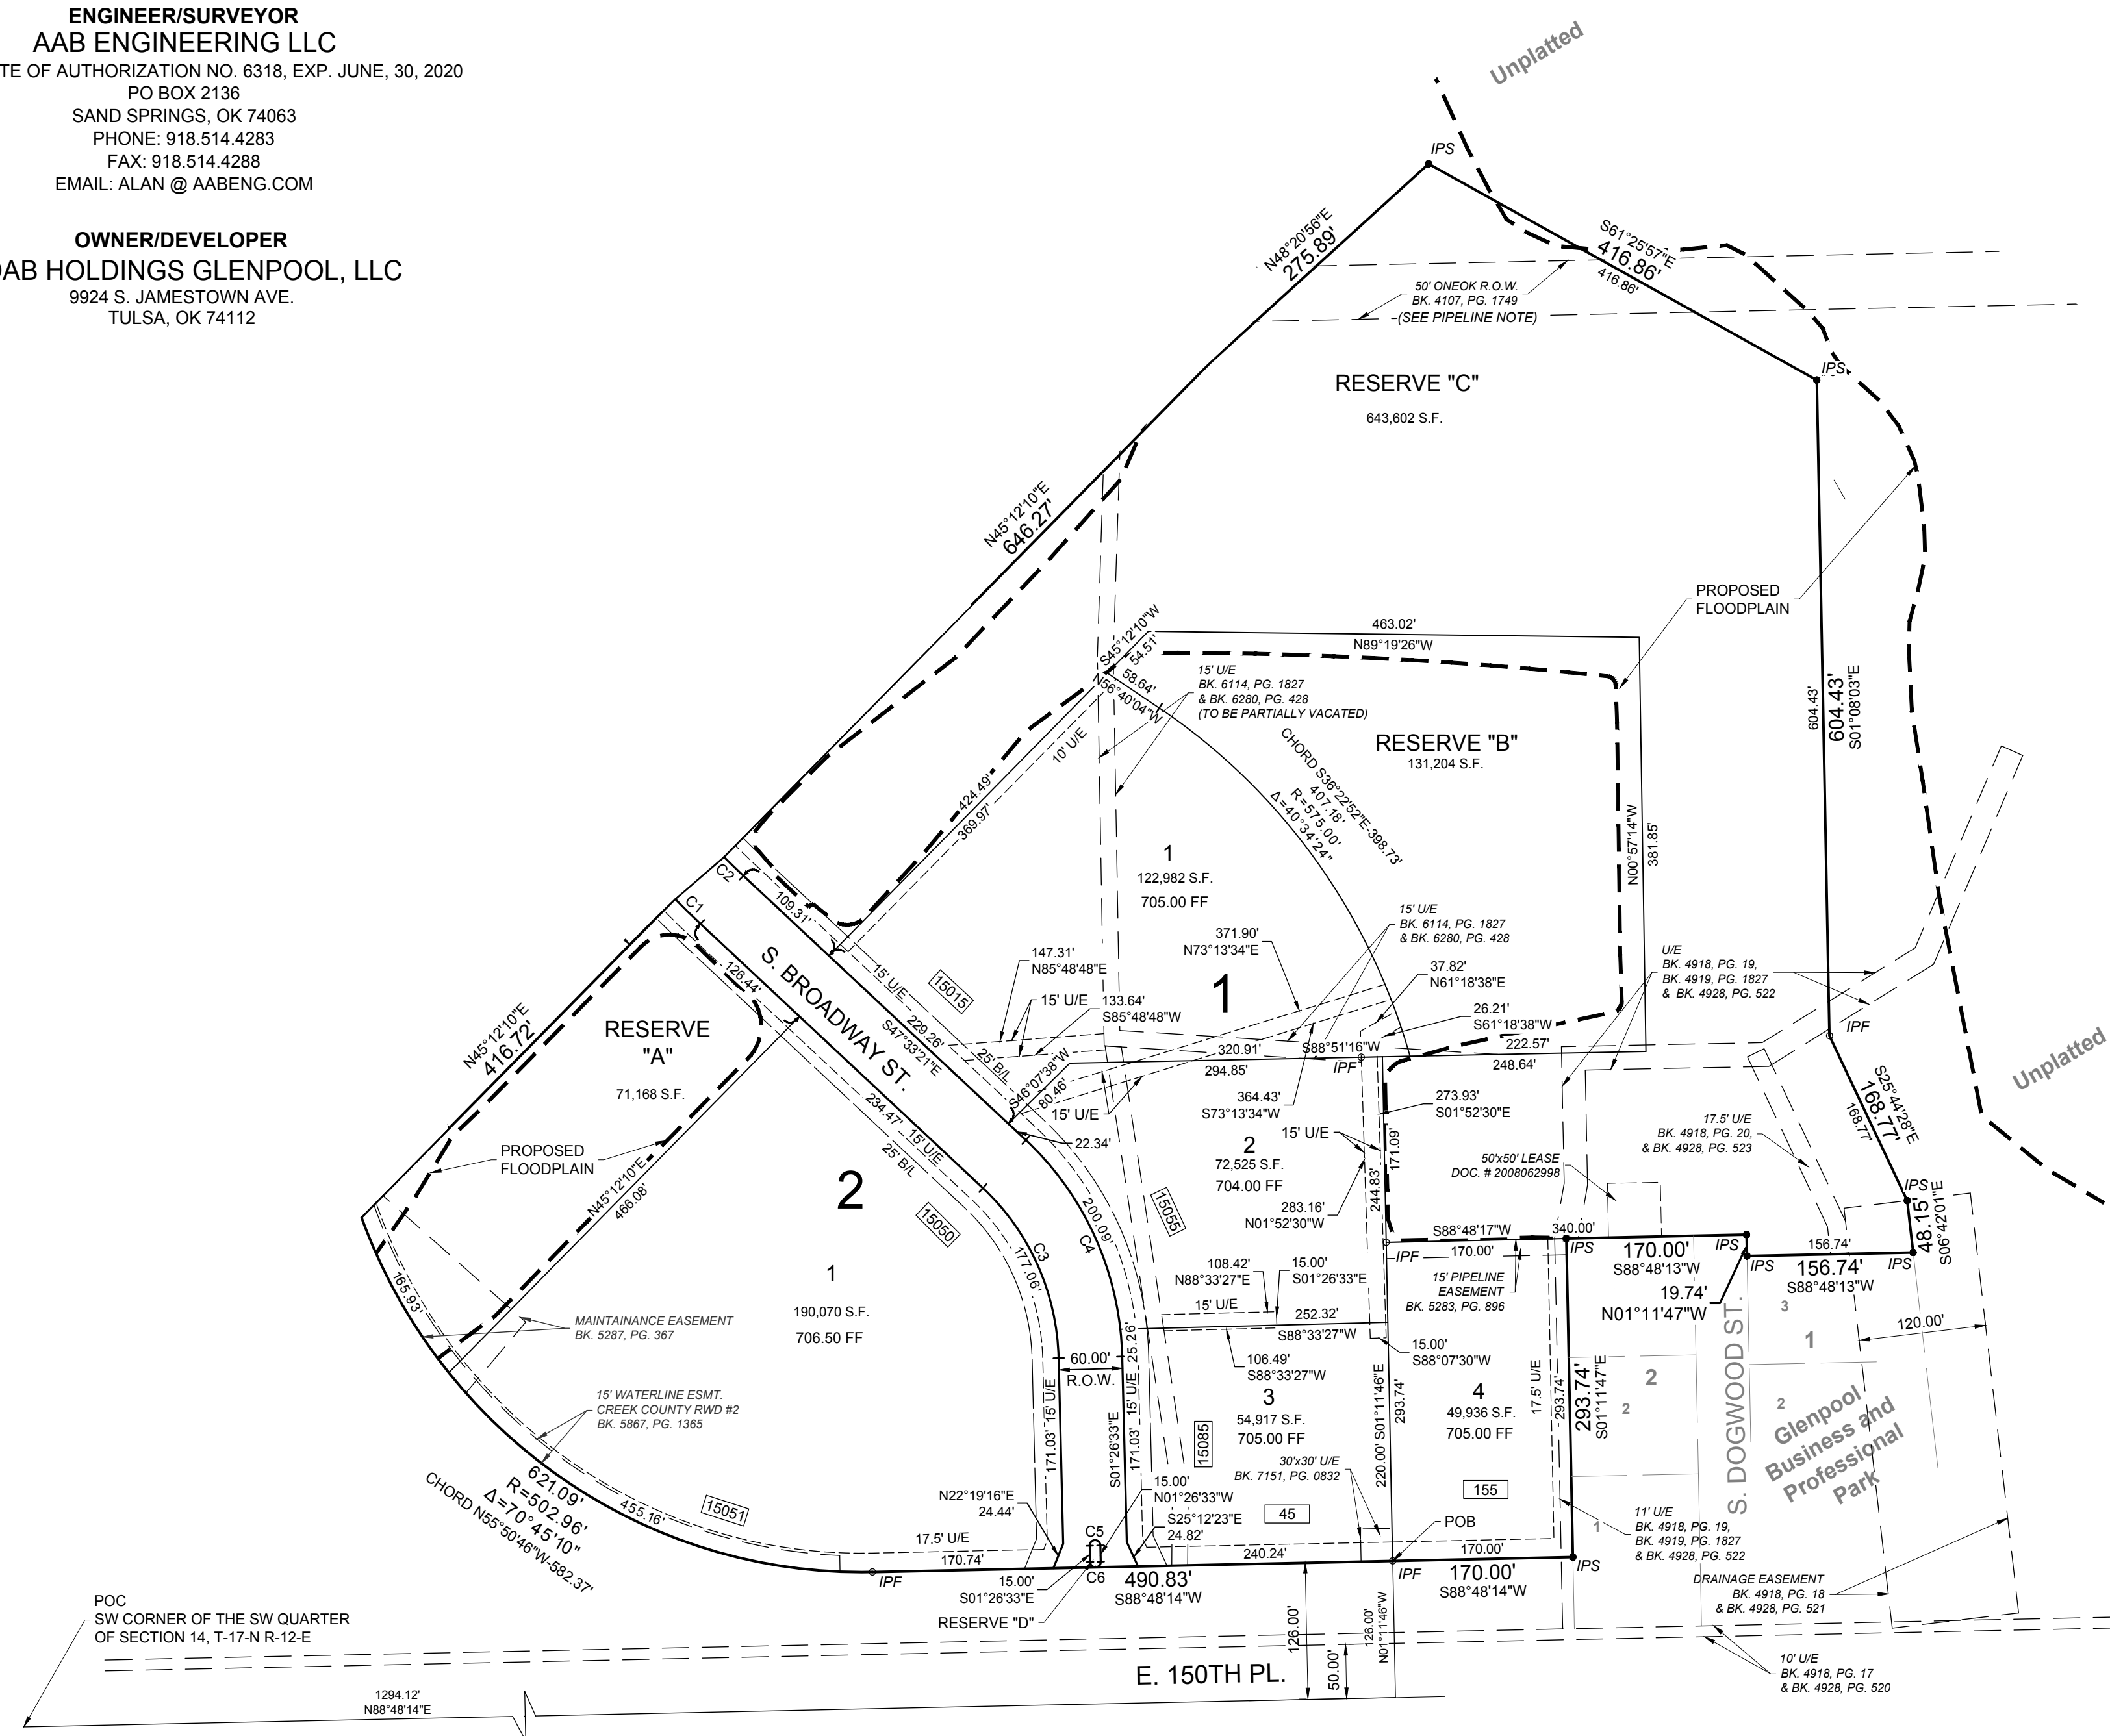 ENGINEER/SURVEYOR
AAB ENGINEERING LLC
TE OF AUTHORIZATION NO. 6318, EXP. JUNE, 30, 2020
PO BOX 2136
SAND SPRINGS, OK 74063
PHONE: 918.514.4283
FAX: 918.514.4288
EMAIL: ALAN @ AABENG.COM
OWNER/DEVELOPER
AB HOLDINGS GLENPOOL, LLC
9924 S. JAMESTOWN AVE.
TULSA, OK 74112
Unplatted
IPS
N48°20'56"E
275.89'
S61°25'57"E
416.86'
416.86'
50' ONEOK R.O.W.
BK. 4107, PG. 1749
(SEE PIPELINE NOTE)
IPS
RESERVE "C"
643,602 S.F.
N45°12'10"E
646.27'
PROPOSED
FLOODPLAIN
463.02'
N89°19'26"W
S45°12'10"W
54.51'
58.64'
N56°40'04"W
15' U/E
BK. 6114, PG. 1827
& BK. 6280, PG. 428
(TO BE PARTIALLY VACATED)
10' U/E
604.43'
604.43'
S01°08'03"E
RESERVE "B"
131,204 S.F.
CHORD S36°22'52"E-398.73'
407.18'
R=575.00'
Δ=40°34'24"
424.49'
369.97'
N00°57'14"W
381.85'
1
122,982 S.F.
705.00 FF
C2
C1
109.31'
126.44'
S. BROADWAY ST.
15' U/E
15015
229.26'
S47°33'21"E
25' B/L
147.31'
N85°48'48"E
15' U/E
133.64'
S85°48'48"W
371.90'
N73°13'34"E
1
15' U/E
BK. 6114, PG. 1827
& BK. 6280, PG. 428
37.82'
N61°18'38"E
26.21'
S61°18'38"W
U/E
BK. 4918, PG. 19,
BK. 4919, PG. 1827
& BK. 4928, PG. 522
IPF
Unplatted
320.91'
S88°51'16"W
222.57'
294.85'
IPF
248.64'
S46°07'38"W
80.46'
15' U/E
364.43'
S73°13'34"W
273.93'
S01°52'30"E
S25°44'28"E
168.77'
168.77'
N45°12'10"E
416.72'
RESERVE
"A"
71,168 S.F.
PROPOSED
FLOODPLAIN
234.47'
15' U/E
25' B/L
22.34'
2
72,525 S.F.
704.00 FF
15' U/E
171.09'
244.83'
17.5' U/E
BK. 4918, PG. 20,
& BK. 4928, PG. 523
50'x50' LEASE
DOC. # 2008062998
N45°12'10"E
466.08'
2
15050
200.09'
C4
15055
283.16'
N01°52'30"W
IPS
48.15'
S06°42'01"E
C3
177.06'
S88°48'17"W
340.00'
IPF
170.00'
IPS
170.00'
S88°48'13"W
IPS
156.74'
IPS
156.74'
IPS
S88°48'13"W
19.74'
N01°11'47"W
108.42'
N88°33'27"E
15.00'
S01°26'33"E
15' PIPELINE
EASEMENT
BK. 5283, PG. 896
165.93'
1
190,070 S.F.
706.50 FF
MAINTAINANCE EASEMENT
BK. 5287, PG. 367
15' U/E
252.32'
S88°33'27"W
15.00'
S88°07'30"W
106.49'
S88°33'27"W
25.26'
60.00'
R.O.W.
120.00'
3
1
2
2
2
S. DOGWOOD ST.
Glenpool
Business and
Professional
Park
15' WATERLINE ESMT.
CREEK COUNTY RWD #2
BK. 5867, PG. 1365
15' U/E
171.03'
S01°26'33"E
15' U/E
171.03'
3
54,917 S.F.
705.00 FF
15085
220.00'
S01°11'46"E
293.74'
4
49,936 S.F.
705.00 FF
17.5' U/E
293.74'
293.74'
S01°11'47"E
30'x30' U/E
BK. 7151, PG. 0832
621.09'
R=502.96'
Δ=70°45'10"
CHORD N55°50'46"W-582.37'
455.16'
15051
N22°19'16"E
24.44'
15.00'
N01°26'33"W
S25°12'23"E
24.82'
45
155
POB
1
11' U/E
BK. 4918, PG. 19,
BK. 4919, PG. 1827
& BK. 4928, PG. 522
17.5' U/E
170.74'
IPF
C5
C6
15.00'
S01°26'33"E
RESERVE "D"
240.24'
490.83'
S88°48'14"W
170.00'
IPF
170.00'
S88°48'14"W
IPS
DRAINAGE EASEMENT
BK. 4918, PG. 18
& BK. 4928, PG. 521
POC
SW CORNER OF THE SW QUARTER
OF SECTION 14, T-17-N R-12-E
126.00'
50.00'
126.00'
N01°11'46"W
E. 150TH PL.
10' U/E
BK. 4918, PG. 17
& BK. 4928, PG. 520
1294.12'
N88°48'14"E